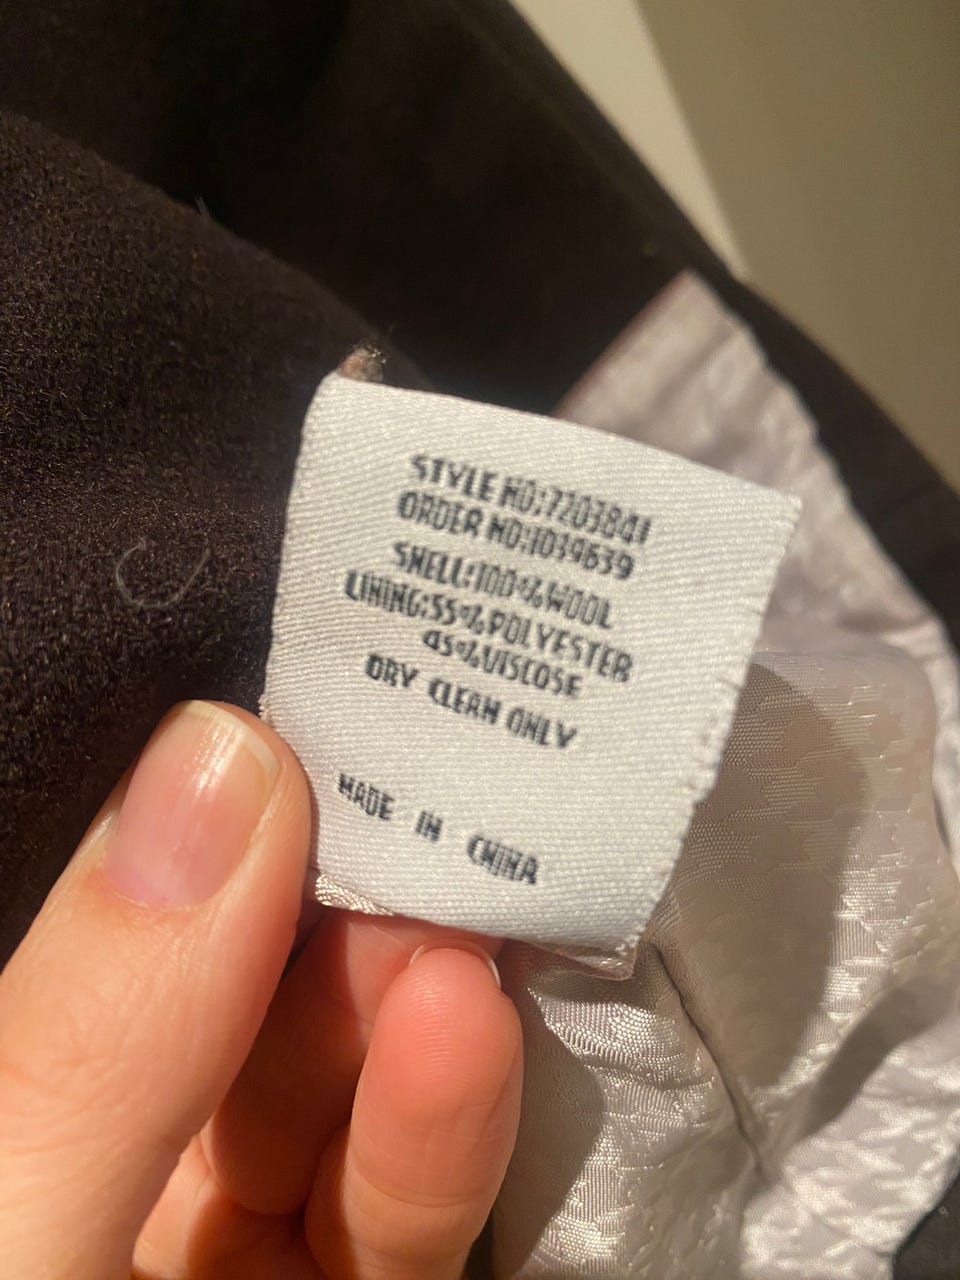 STYLE NO:7203841
ORDER NO:1039639
SHELL:100%WOOL
LINING:55%POLYESTER
45%VISCOSE
DRY CLEAN ONLY
MADE IN CHINA